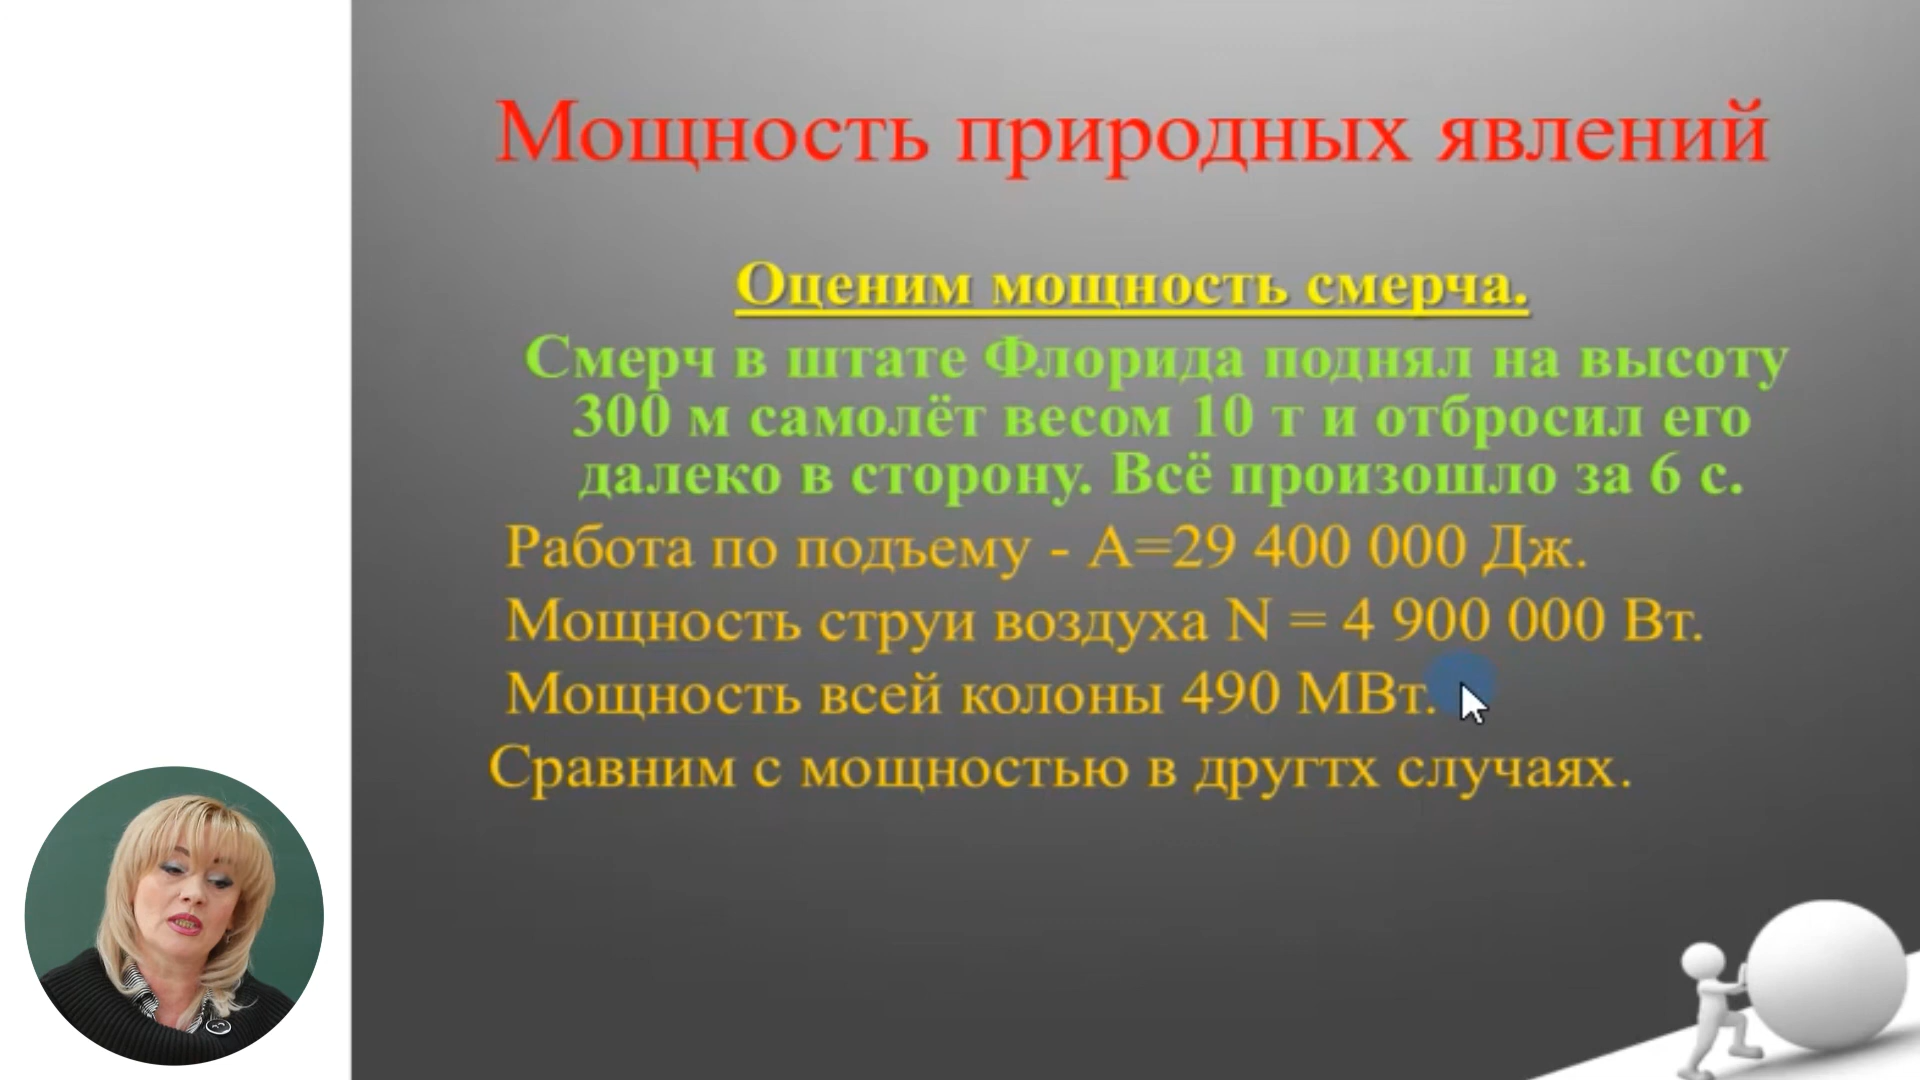 Мощность природных явлений
Оценим мощность смерча.
Смерч в штате Флорида поднял на высоту
300 м самолёт весом 10 т и отбросил его
далеко в сторону. Всё произошло за 6 с.
Работа по подъему - А=29 400 000 Дж.
Мощность струи воздуха N = 4 900 000 Вт.
Мощность всей колоны 490 МВт.
Сравним с мощностью в другтх случаях.